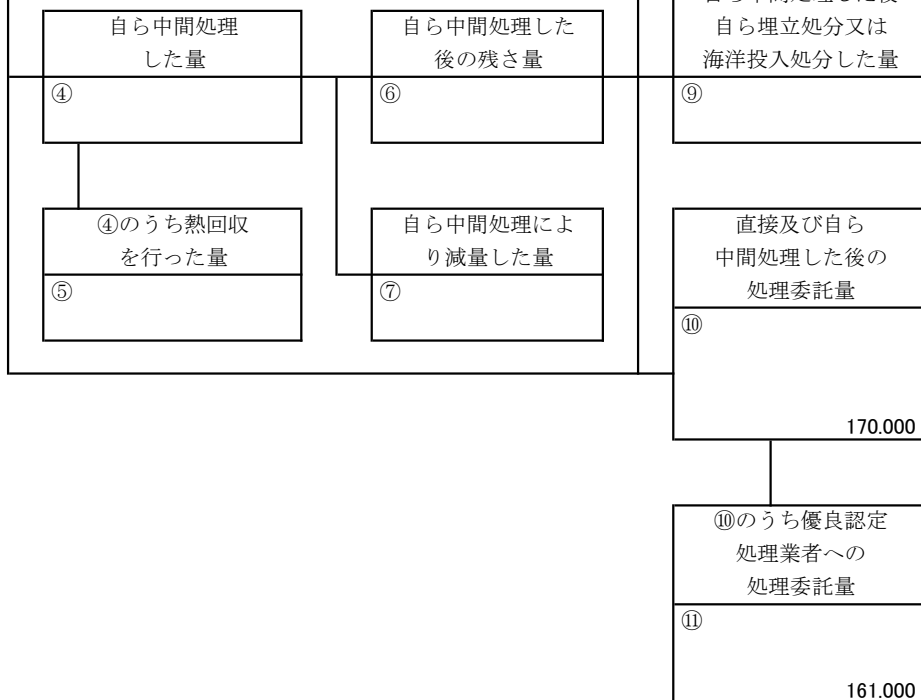 自ら中間処理
した量
④
自ら中間処理した
後の残さ量
⑥
自ら埋立処分又は
海洋投入処分した量
⑨
④のうち熱回収
を行った量
⑤
自ら中間処理によ
り減量した量
⑦
直接及び自ら
中間処理した後の
処理委託量
⑩
170.000
⑩のうち優良認定
処理業者への
処理委託量
⑪
161.000